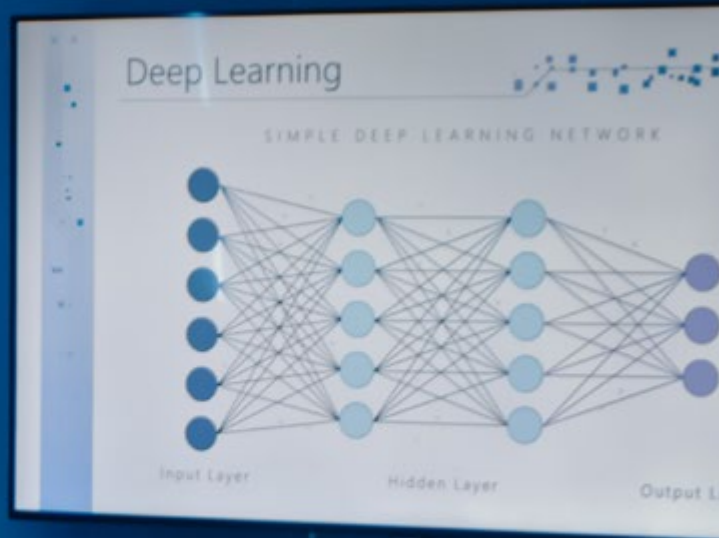 Deep Learning
SIMPLE DEEP LEARNING NETWORK
Input Layer
Hidden Layer
Output L